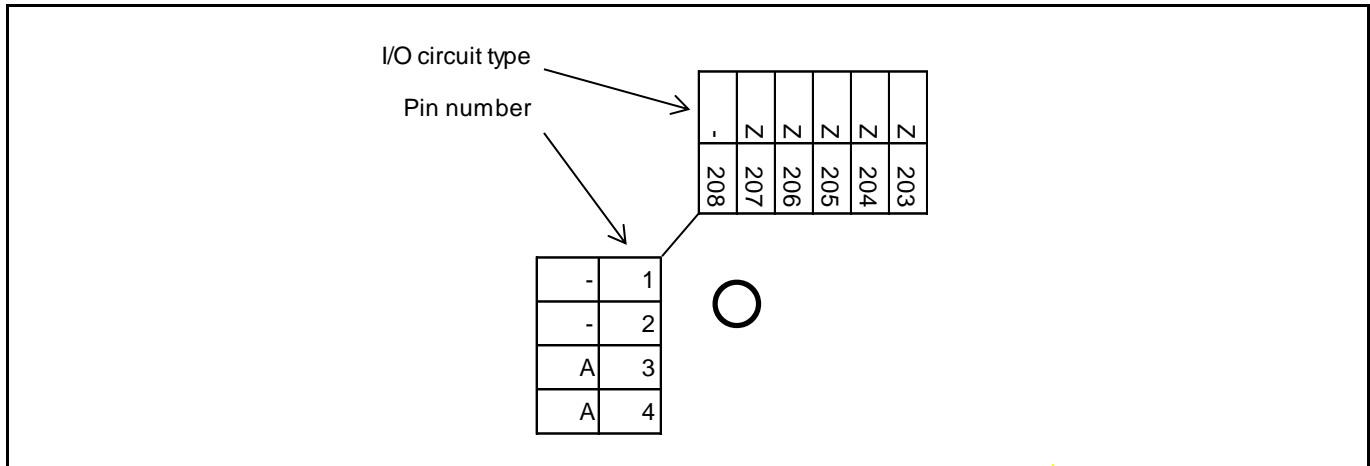 I/O circuit type
Pin number
- Z Z Z Z Z
208 207 206 205 204 203
- 1
- 2
A 3
A 4